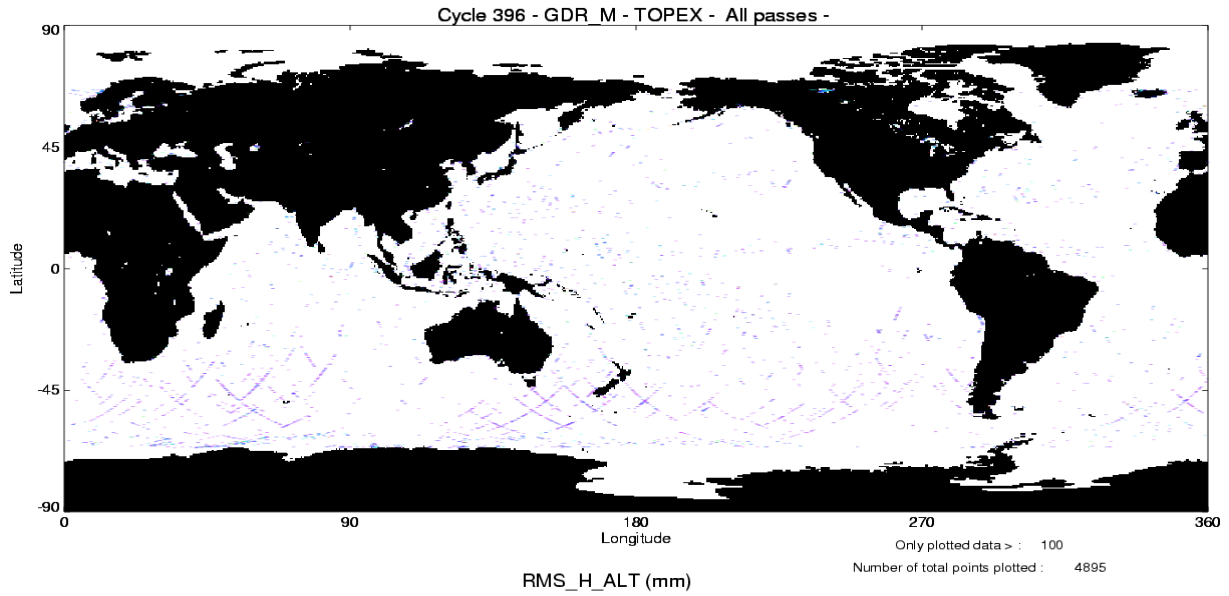 Cycle 396 - GDR_M - TOPEX - All passes -
90
45
0
-45
-90
Latitude
0 90 180 270 360
Longitude
Only plotted data > : 100
Number of total points plotted : 4895
RMS_H_ALT (mm)